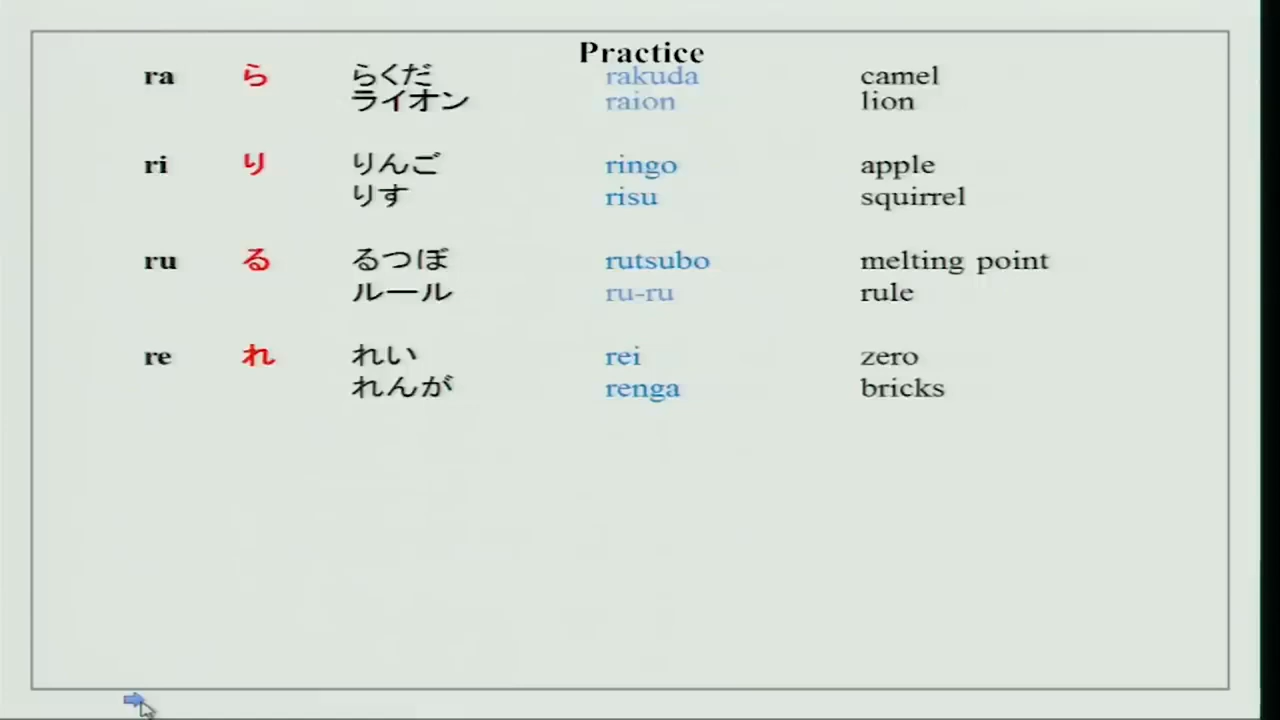 Practice
ra ら らくだ rakuda camel
ライオン raion lion
ri り りんご ringo apple
りす risu squirrel
ru る るつぼ rutsubo melting point
ルール ru-ru rule
re れ れい rei zero
れんが renga bricks